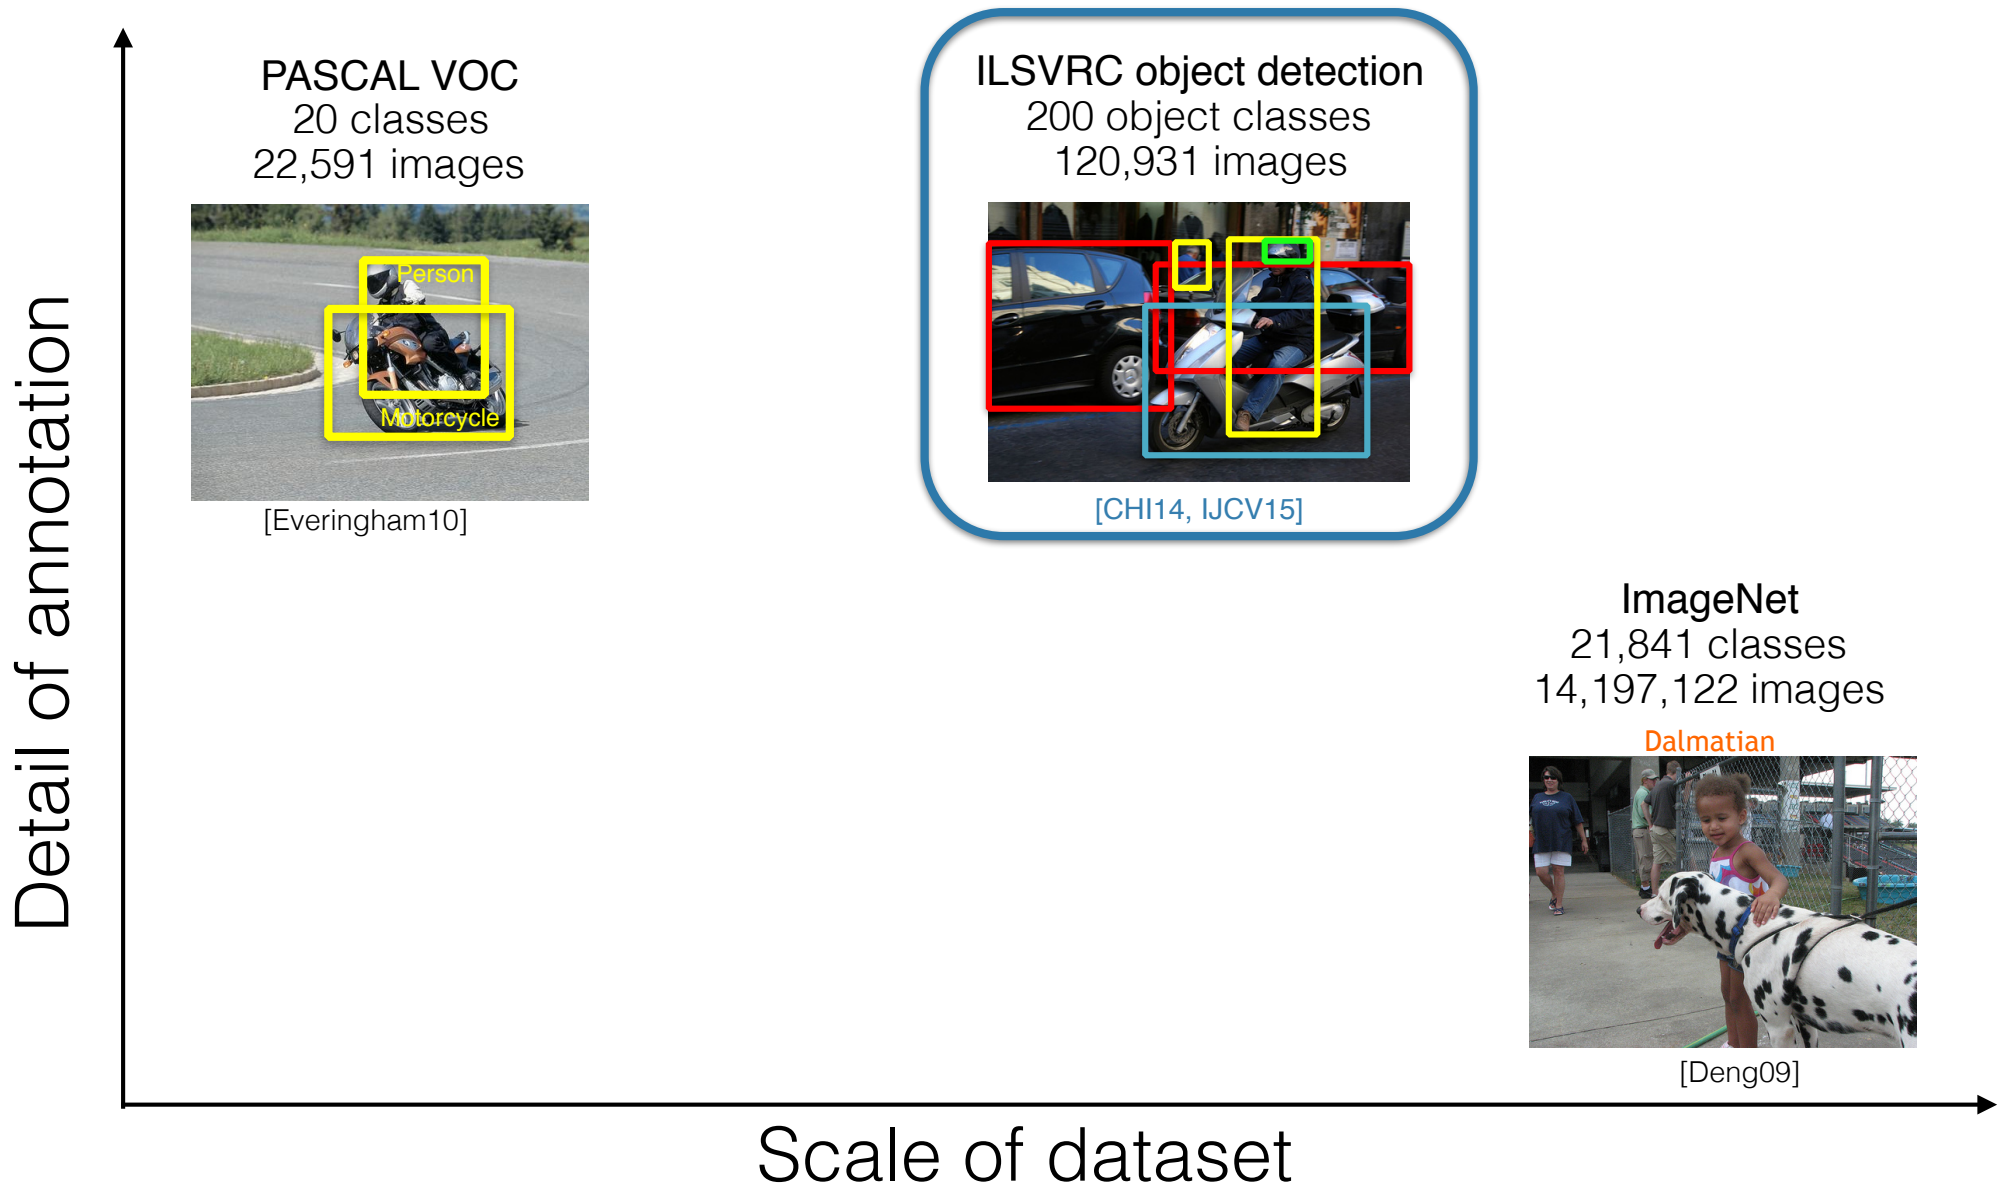 PASCAL VOC
20 classes
22,591 images
Person
Motorcycle
[Everingham10]
ILSVRC object detection
200 object classes
120,931 images
[CHI14, IJCV15]
ImageNet
21,841 classes
14,197,122 images
Dalmatian
[Deng09]
Detail of annotation
Scale of dataset